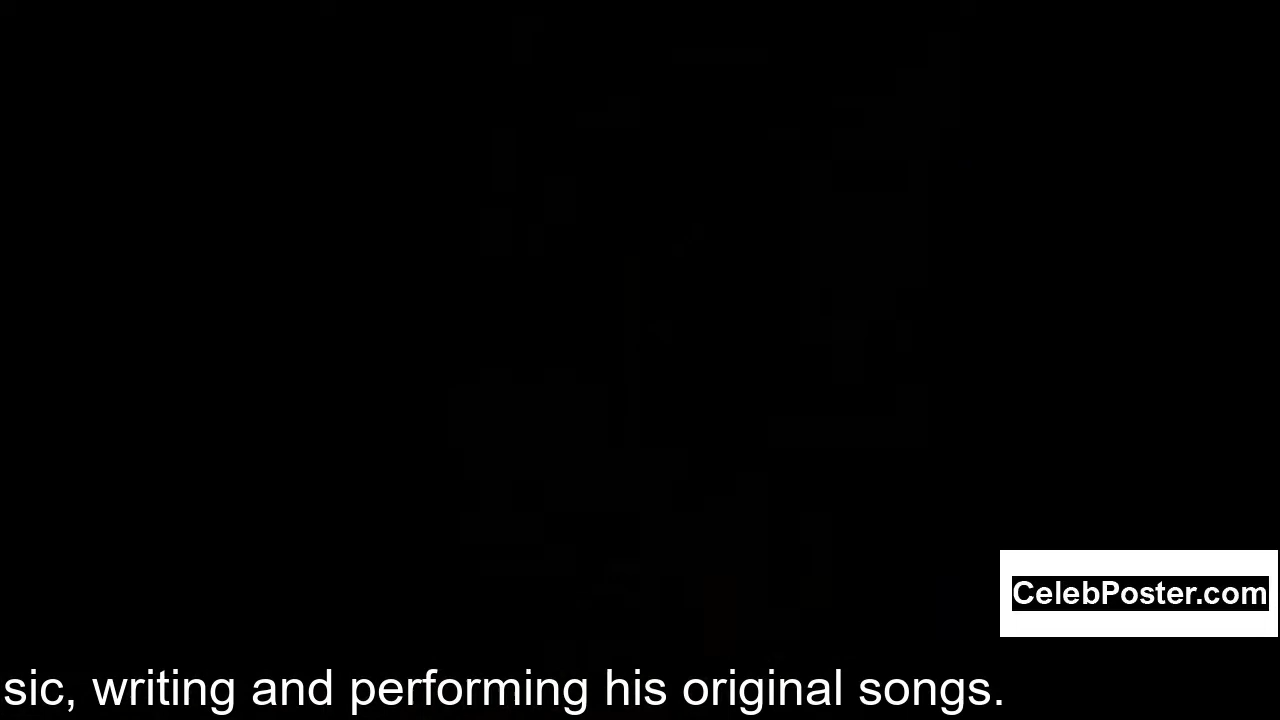 CelebPoster.com
sic, writing and performing his original songs.